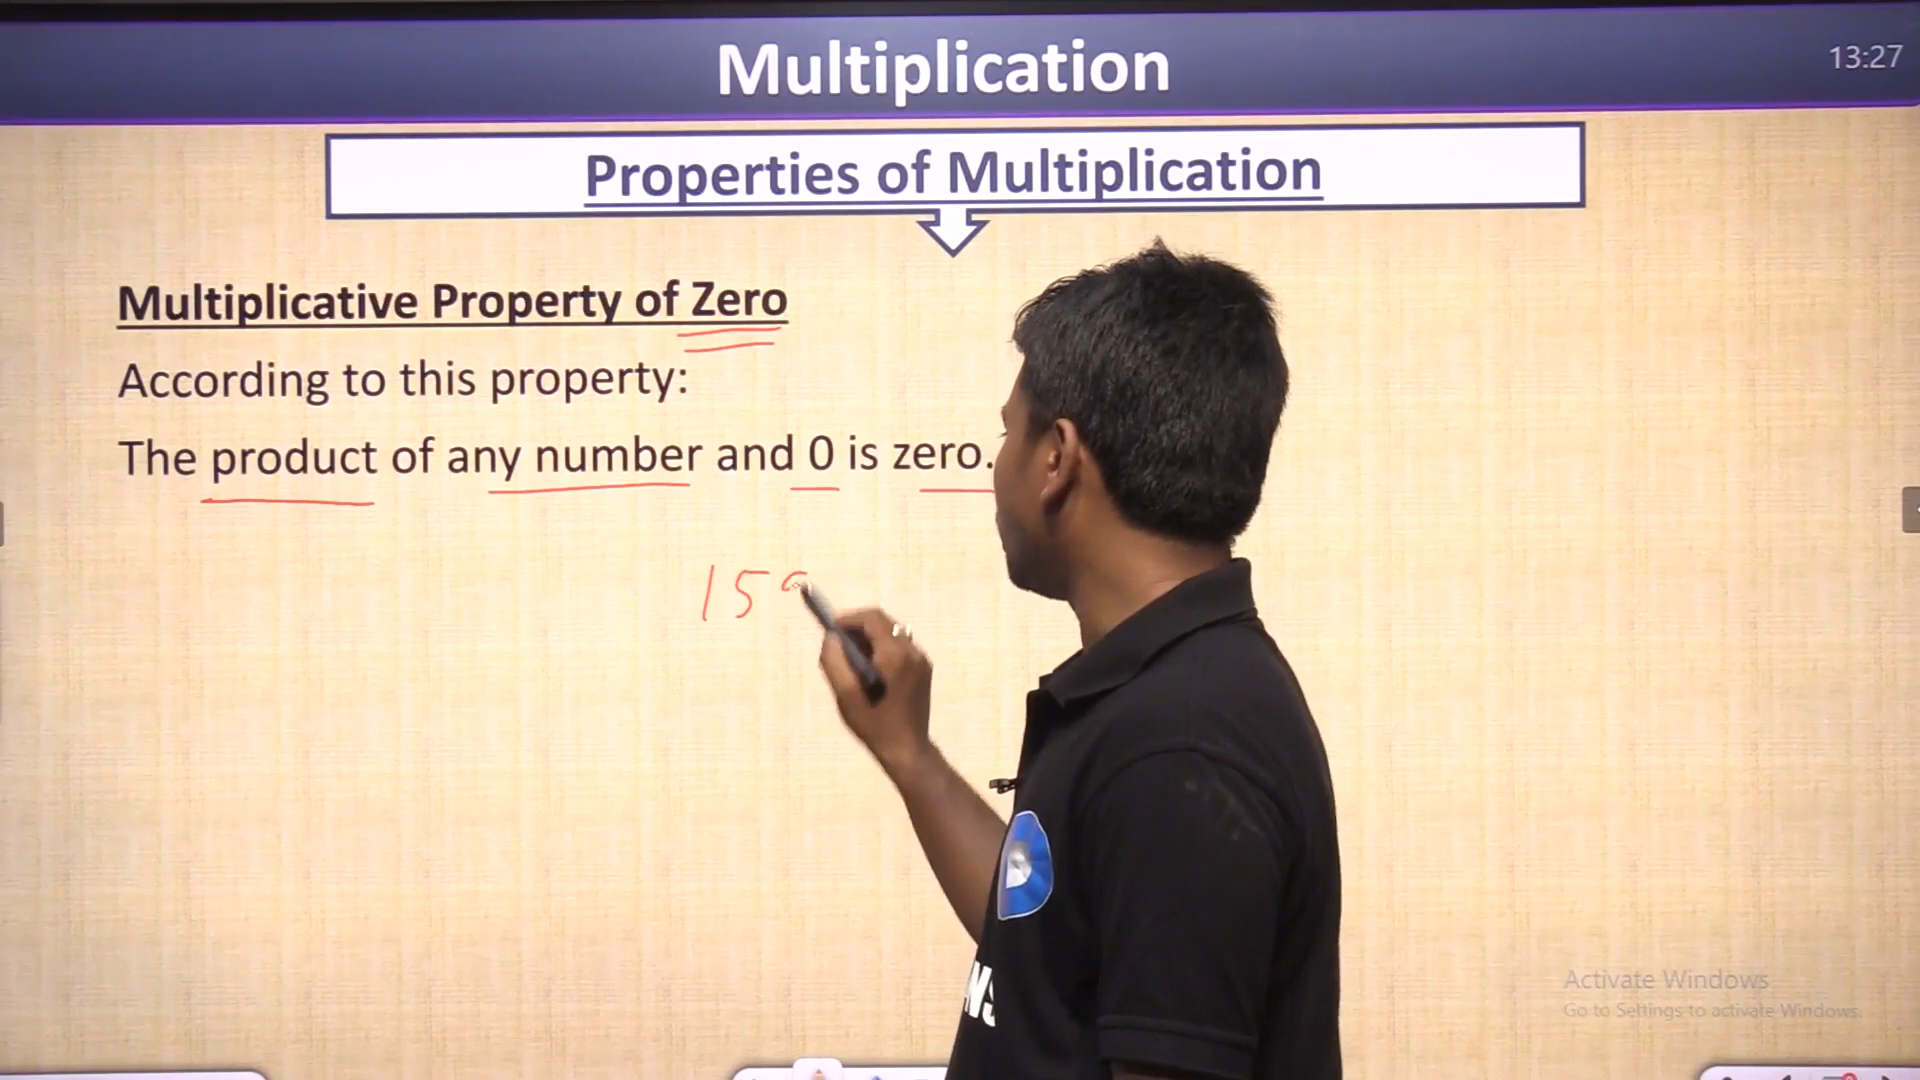 Multiplication
13:27
Properties of Multiplication
Multiplicative Property of Zero
According to this property:
The product of any number and 0 is zero.
15
Activate Windows
Go to Settings to activate Windows.